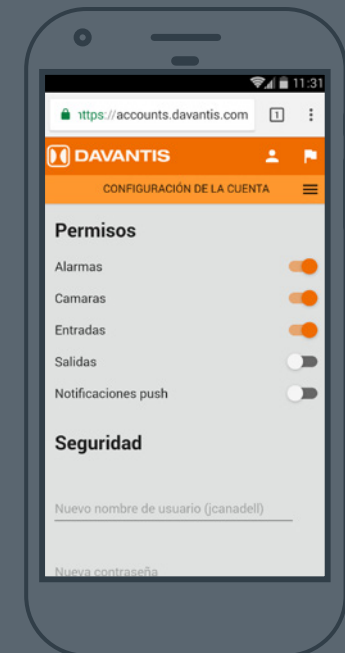 11:31
https://accounts.davantis.com
1
DAVANTIS
CONFIGURACIÓN DE LA CUENTA
Permisos
Alarmas
Camaras
Entradas
Salidas
Notificaciones push
Seguridad
Nuevo nombre de usuario (jcanadell)
Nueva contraseña